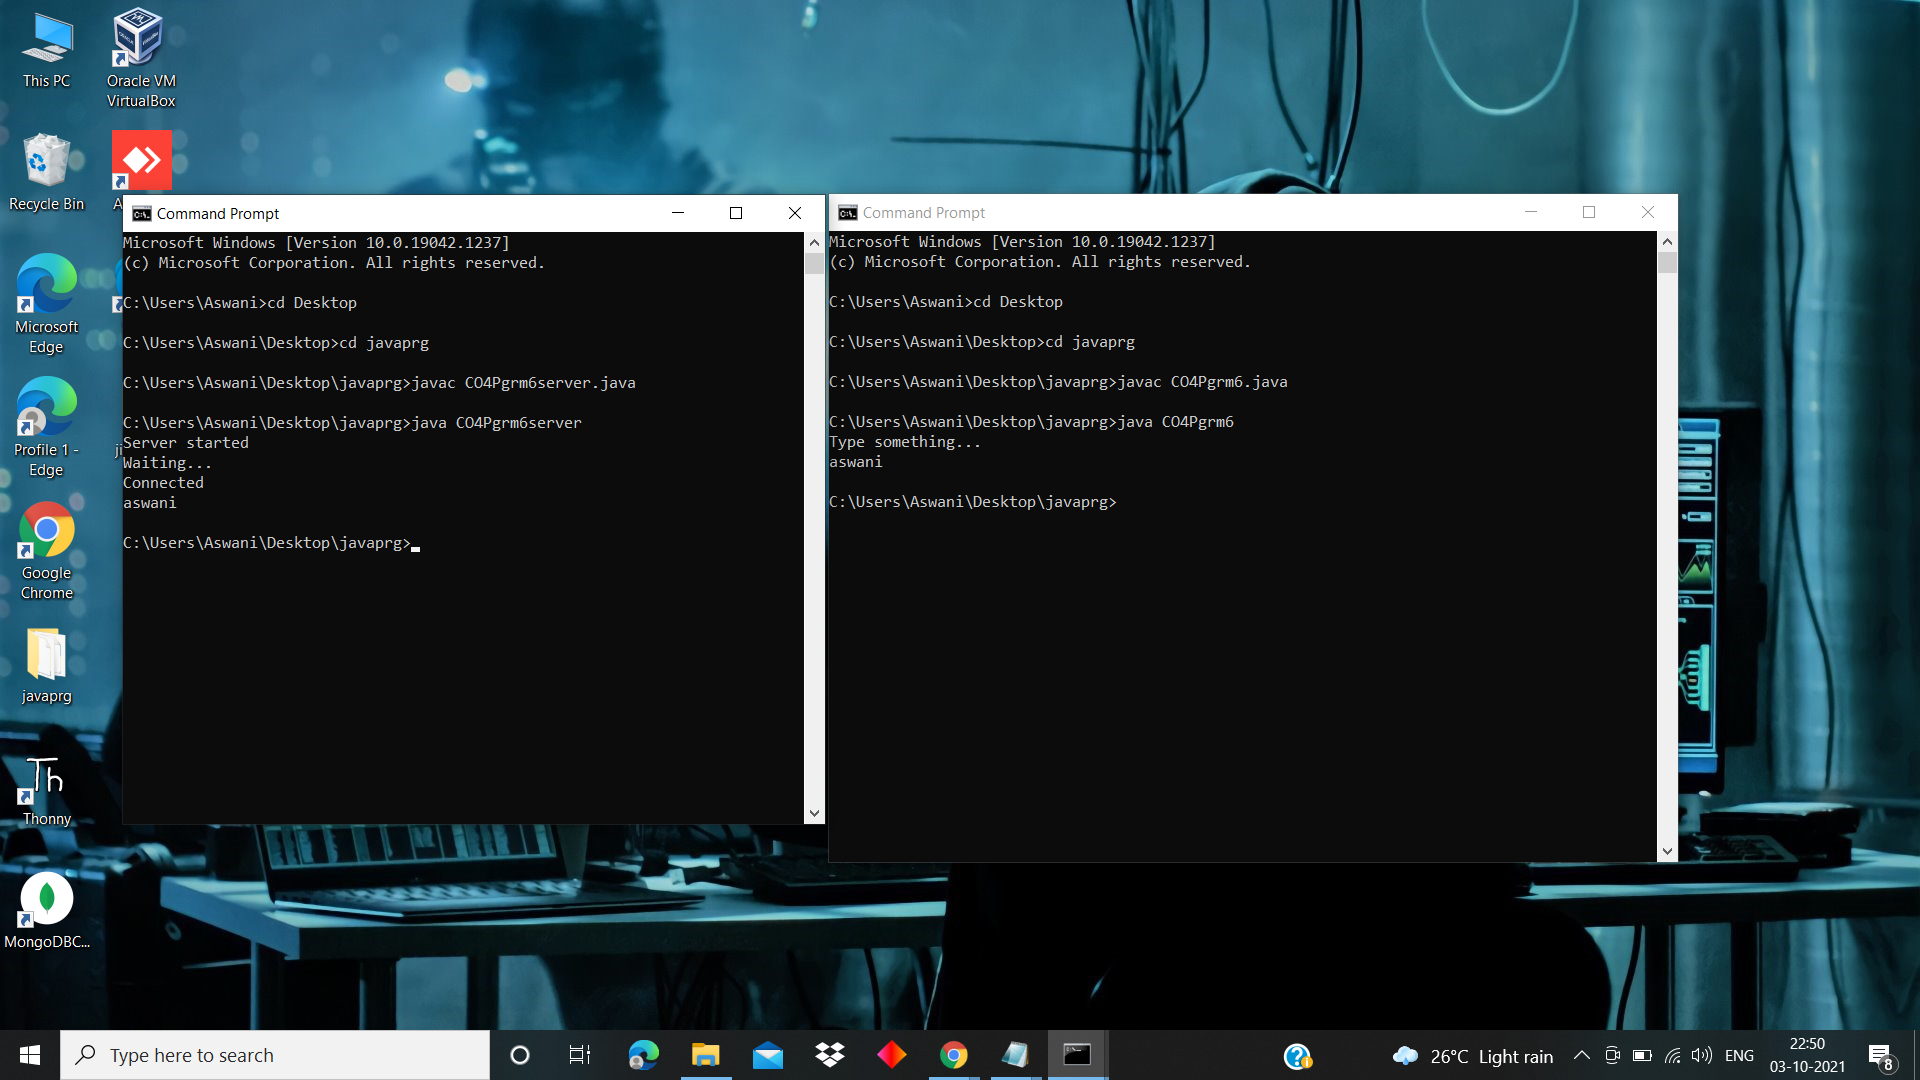 This PC
Oracle VM
VirtualBox
Recycle Bin
Microsoft
Edge
Profile 1 -
Edge
Google
Chrome
javaprg
Th
Thonny
MongoDBC...
Command Prompt
Microsoft Windows [Version 10.0.19042.1237]
(c) Microsoft Corporation. All rights reserved.
C:\Users\Aswani>cd Desktop
C:\Users\Aswani\Desktop>cd javaprg
C:\Users\Aswani\Desktop\javaprg>javac CO4Pgrm6server.java
C:\Users\Aswani\Desktop\javaprg>java CO4Pgrm6server
Server started
Waiting...
Connected
aswani
C:\Users\Aswani\Desktop\javaprg>
Command Prompt
Microsoft Windows [Version 10.0.19042.1237]
(c) Microsoft Corporation. All rights reserved.
C:\Users\Aswani>cd Desktop
C:\Users\Aswani\Desktop>cd javaprg
C:\Users\Aswani\Desktop\javaprg>javac CO4Pgrm6.java
C:\Users\Aswani\Desktop\javaprg>java CO4Pgrm6
Type something...
aswani
C:\Users\Aswani\Desktop\javaprg>
Type here to search
26°C Light rain
ENG
22:50
03-10-2021
8